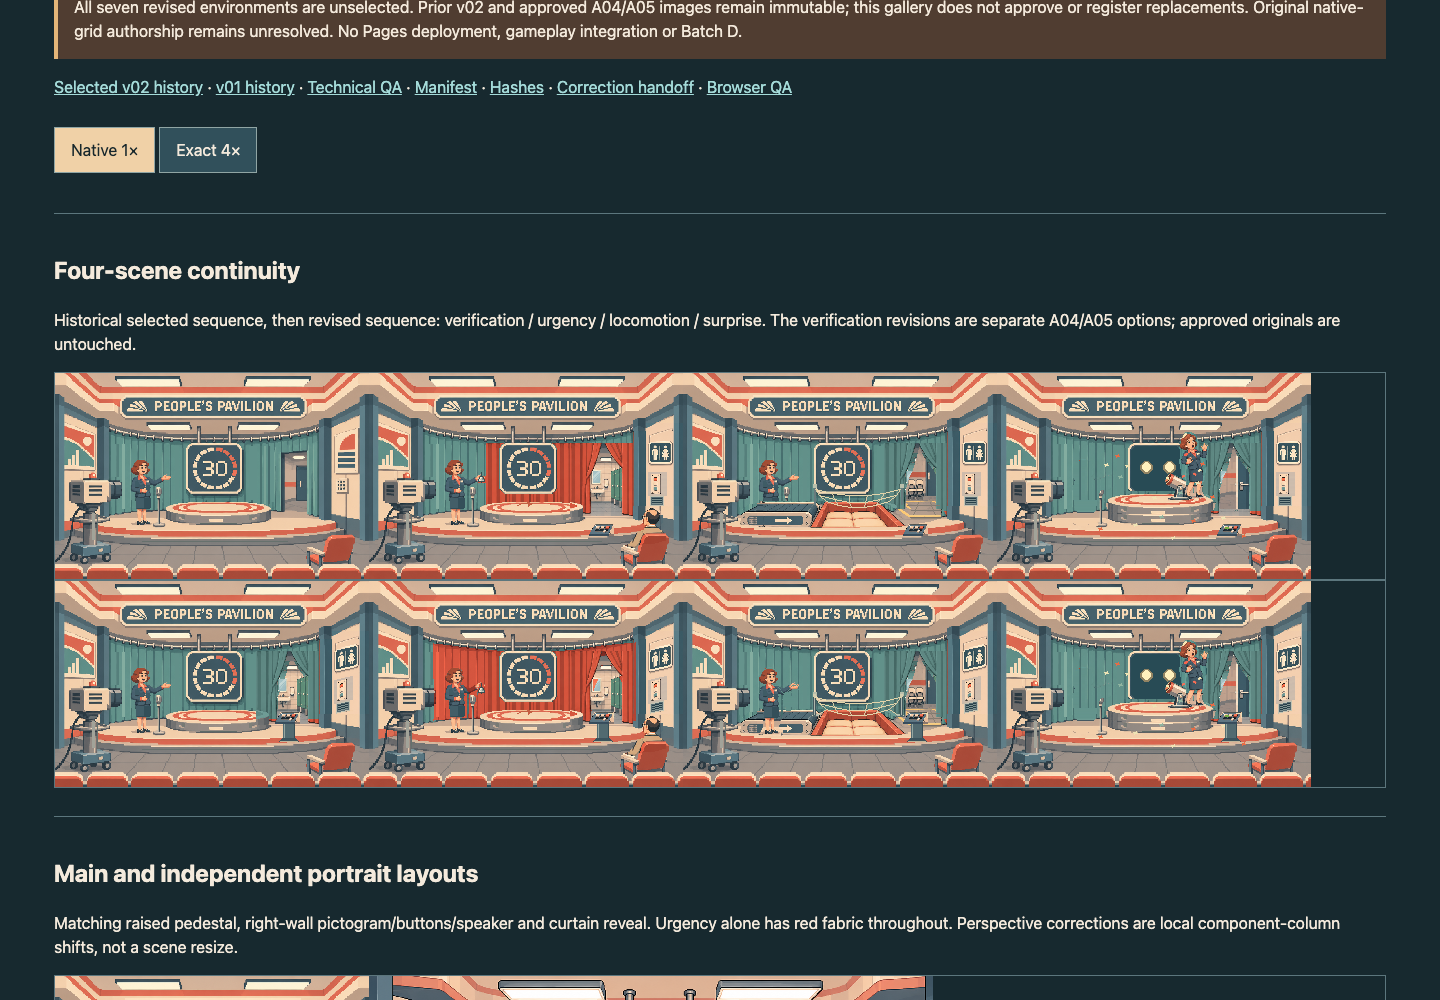 All seven revised environments are unselected. Prior v02 and approved A04/A05 images remain immutable; this gallery does not approve or register replacements. Original native-
grid authorship remains unresolved. No Pages deployment, gameplay integration or Batch D.
Selected v02 history · v01 history · Technical QA · Manifest · Hashes · Correction handoff · Browser QA
Native 1×
Exact 4×
Four-scene continuity
Historical selected sequence, then revised sequence: verification / urgency / locomotion / surprise. The verification revisions are separate A04/A05 options; approved originals are
untouched.
PEOPLE'S PAVILION
PEOPLE'S PAVILION
PEOPLE'S PAVILION
PEOPLE'S PAVILION
30
30
30
PEOPLE'S PAVILION
PEOPLE'S PAVILION
PEOPLE'S PAVILION
PEOPLE'S PAVILION
30
30
30
Main and independent portrait layouts
Matching raised pedestal, right-wall pictogram/buttons/speaker and curtain reveal. Urgency alone has red fabric throughout. Perspective corrections are local component-column
shifts, not a scene resize.